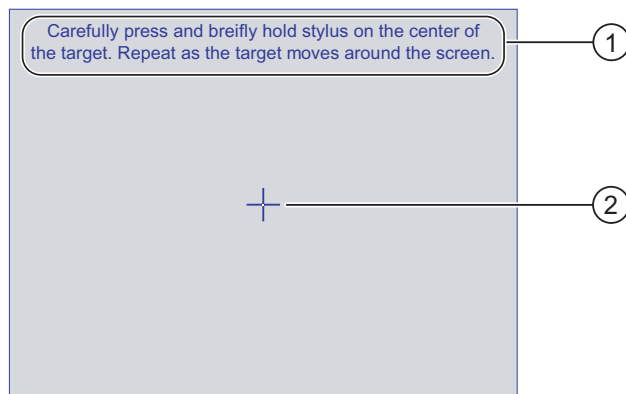 Carefully press and breifly hold stylus on the center of
the target. Repeat as the target moves around the screen.
1
2